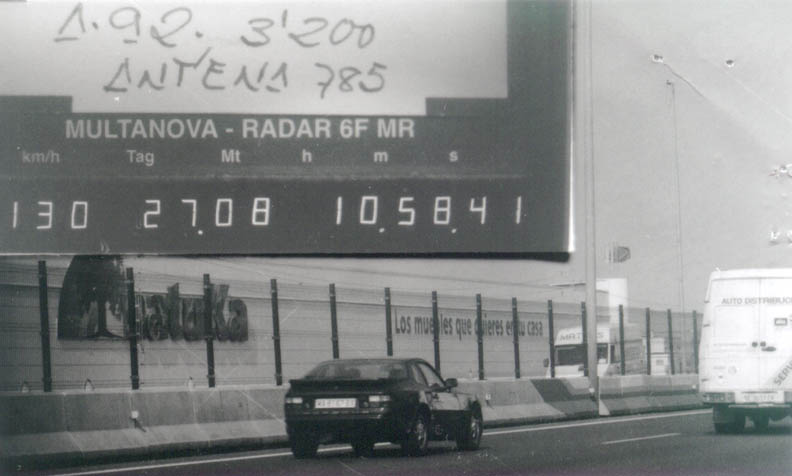 1.92. 3'200
ANTENA 785
MULTANOVA - RADAR 6F MR
km/h Tag Mt h m s
130 27.08 10.58.41
Los muebles que quieres en tu casa
AUTO DISTRIBUCI